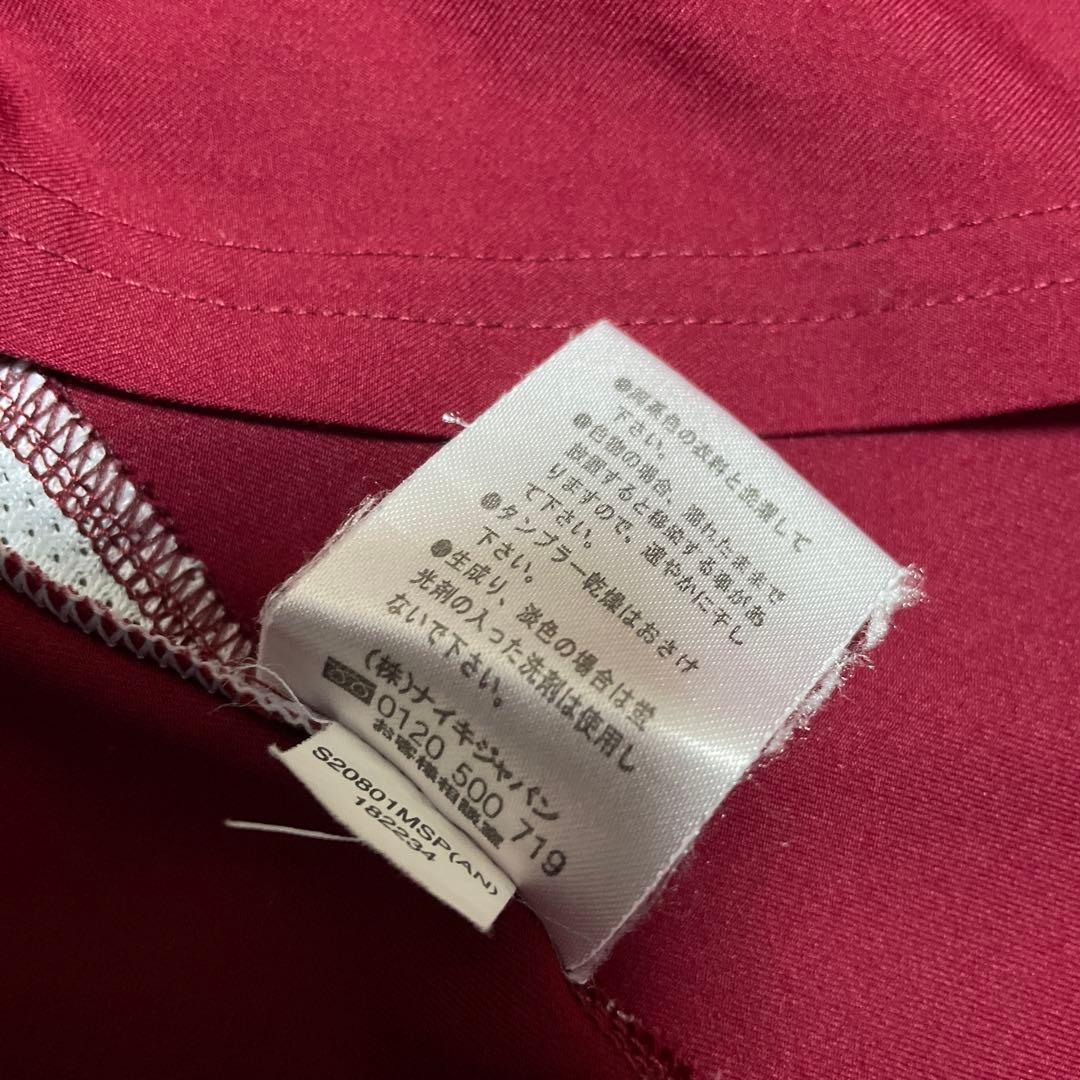 ●同系色の衣料と洗濯して
下さい。
●白物の場合、濡れたままで
放置すると移染する事があ
りますので、速やかに干し
て下さい。
●タンブラー乾燥はおさけ
下さい。
●生成り、淡色の場合は蛍
光剤の入った洗剤は使用し
ないで下さい。
(株)ナイキジャパン
0120 500 719
お客様相談室
S20801MSP(AN)
182234